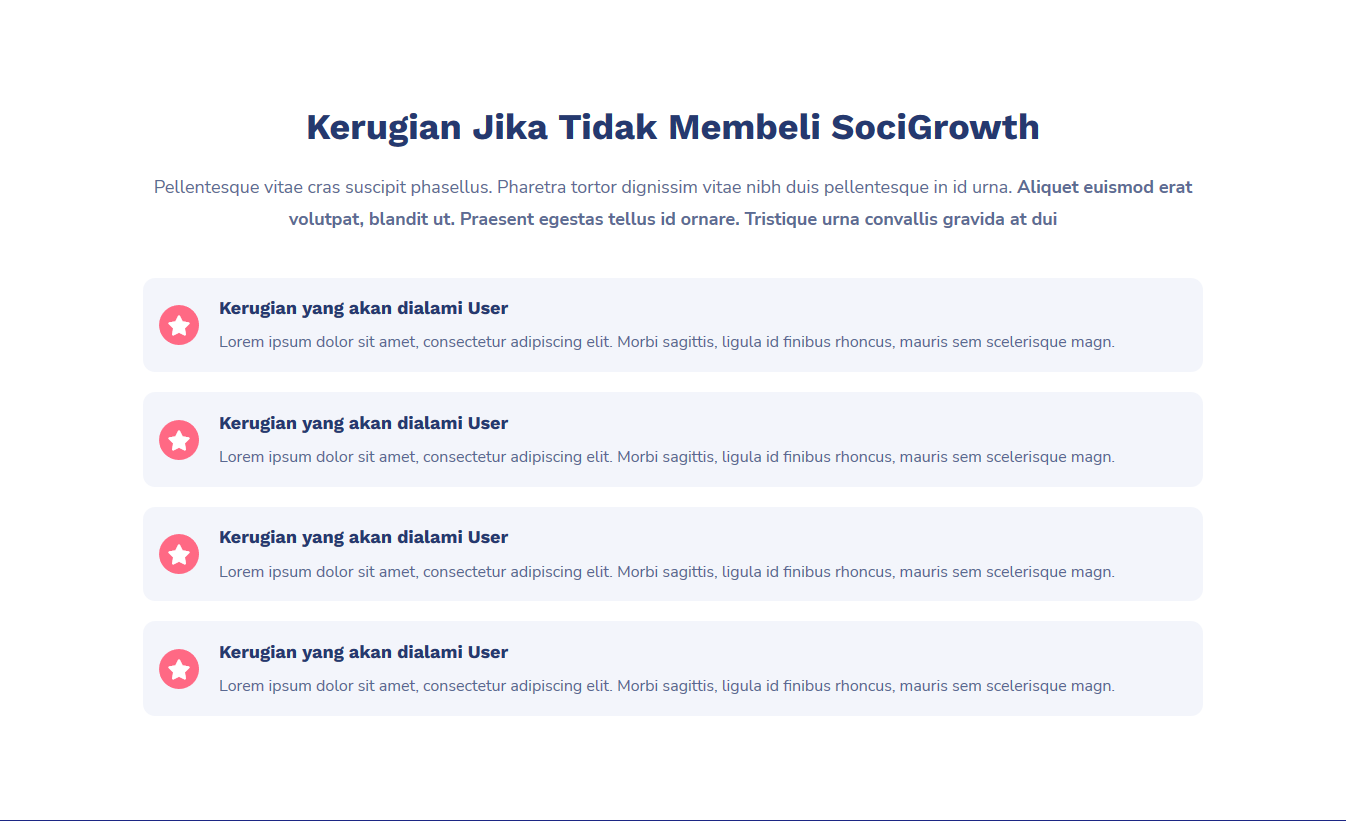 Kerugian Jika Tidak Membeli SociGrowth
Pellentesque vitae cras suscipit phasellus. Pharetra tortor dignissim vitae nibh duis pellentesque in id urna. Aliquet euismod erat
volutpat, blandit ut. Praesent egestas tellus id ornare. Tristique urna convallis gravida at dui
Kerugian yang akan dialami User
Lorem ipsum dolor sit amet, consectetur adipiscing elit. Morbi sagittis, ligula id finibus rhoncus, mauris sem scelerisque magn.
Kerugian yang akan dialami User
Lorem ipsum dolor sit amet, consectetur adipiscing elit. Morbi sagittis, ligula id finibus rhoncus, mauris sem scelerisque magn.
Kerugian yang akan dialami User
Lorem ipsum dolor sit amet, consectetur adipiscing elit. Morbi sagittis, ligula id finibus rhoncus, mauris sem scelerisque magn.
Kerugian yang akan dialami User
Lorem ipsum dolor sit amet, consectetur adipiscing elit. Morbi sagittis, ligula id finibus rhoncus, mauris sem scelerisque magn.